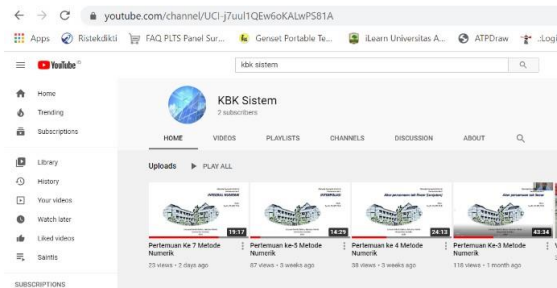 youtube.com/channel/UCI-j7uul1QEw6oKALwPS81A
Apps Ristekdikti FAQ PLTS Panel Sur... Genset Portable Te... iLearn Universitas A... ATPDraw .:Logi
YouTube ID
kbk sistem
Home
Trending
Subscriptions
Library
History
Your videos
Watch later
Liked videos
Saintis
SUBSCRIPTIONS
KBK Sistem
2 subscribers
HOME VIDEOS PLAYLISTS CHANNELS DISCUSSION ABOUT
Uploads PLAY ALL
19:17
Pertemuan Ke 7 Metode
Numerik
23 views • 2 days ago
14:29
Pertemuan ke-5 Metode
Numerik
87 views • 3 weeks ago
24:13
Pertemuan ke 4 Metode
Numerik
38 views • 3 weeks ago
43:34
Pertemuan Ke-3 Metode
Numerik
118 views • 1 month ago